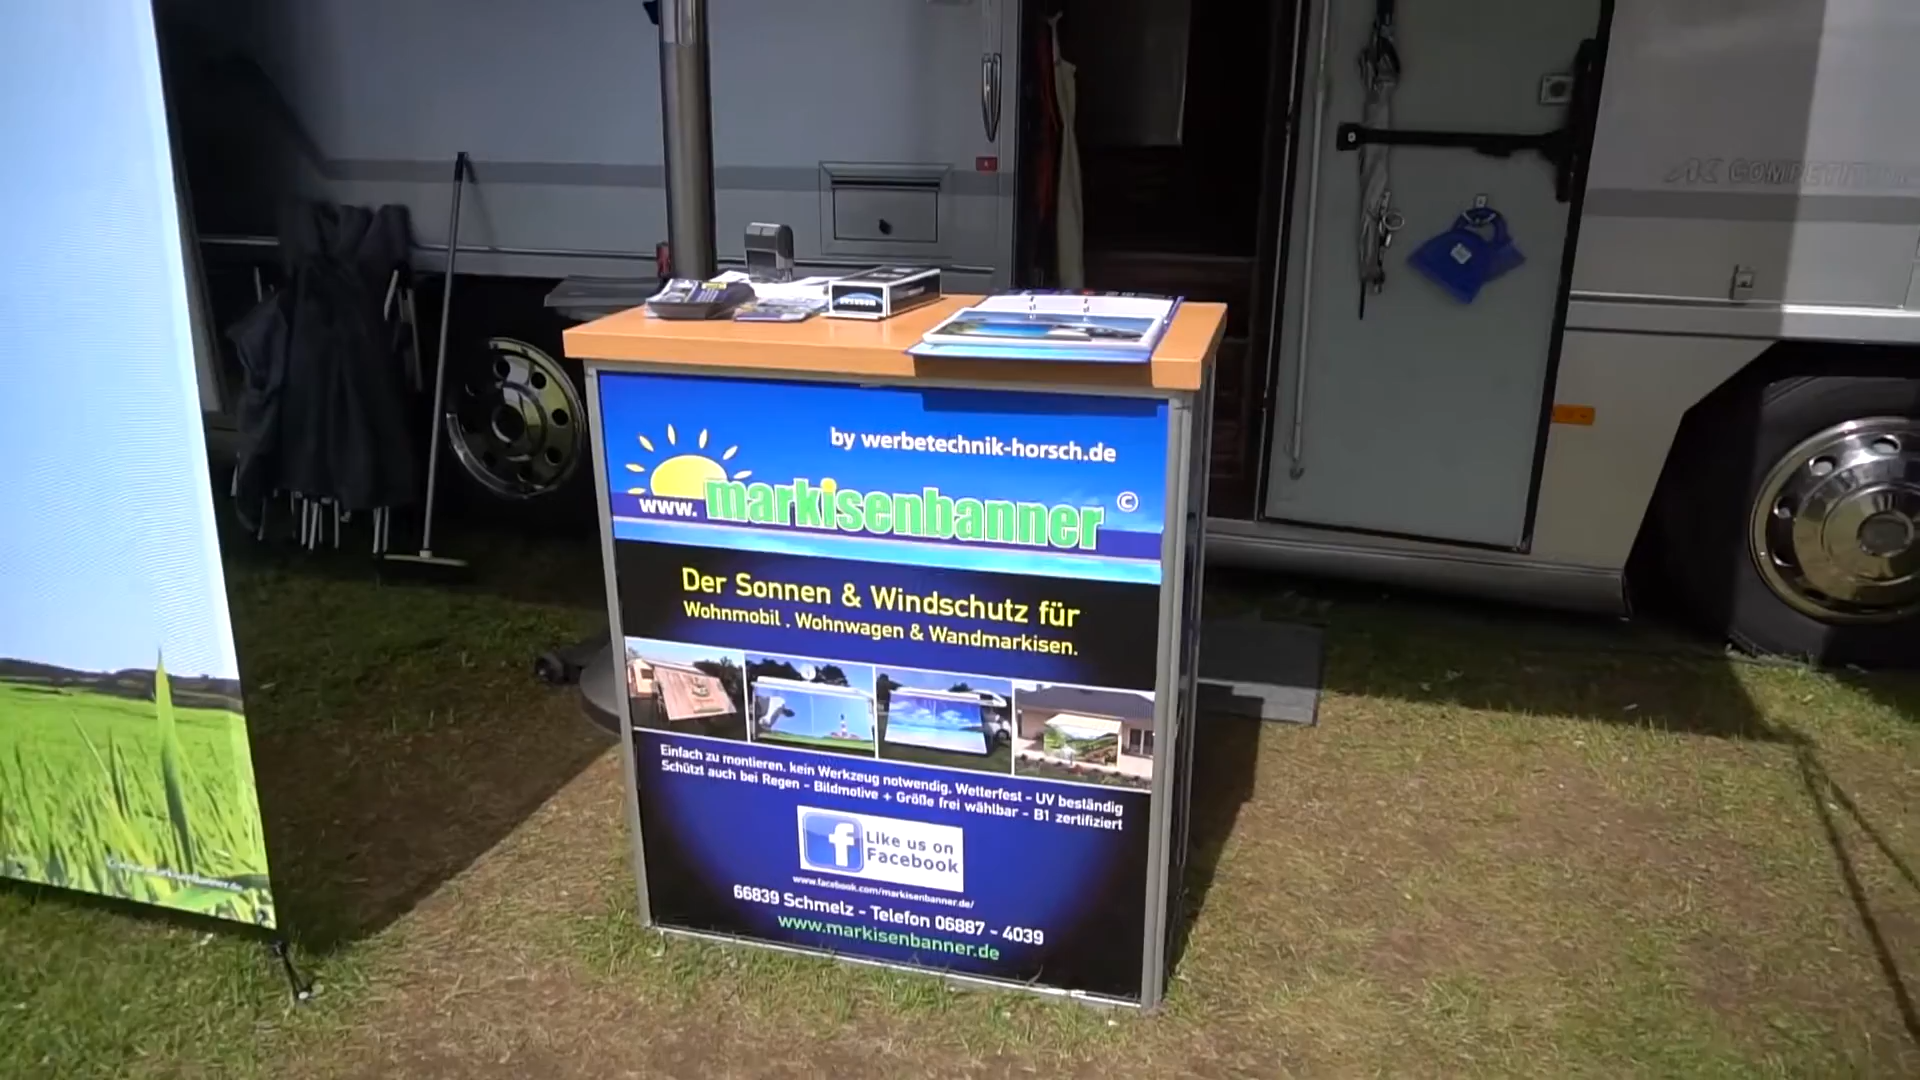 AK COMPETITION
by werbetechnik-horsch.de
www.markisenbanner ©
Der Sonnen & Windschutz für
Wohnmobil . Wohnwagen & Wandmarkisen.
Einfach zu montieren, kein Werkzeug notwendig, Wetterfest - UV beständig
Schützt auch bei Regen - Bildmotive + Größe frei wählbar - B1 zertifiziert
f
Like us on
Facebook
www.facebook.com/markisenbanner.de/
66839 Schmelz - Telefon 06887 - 4039
www.markisenbanner.de